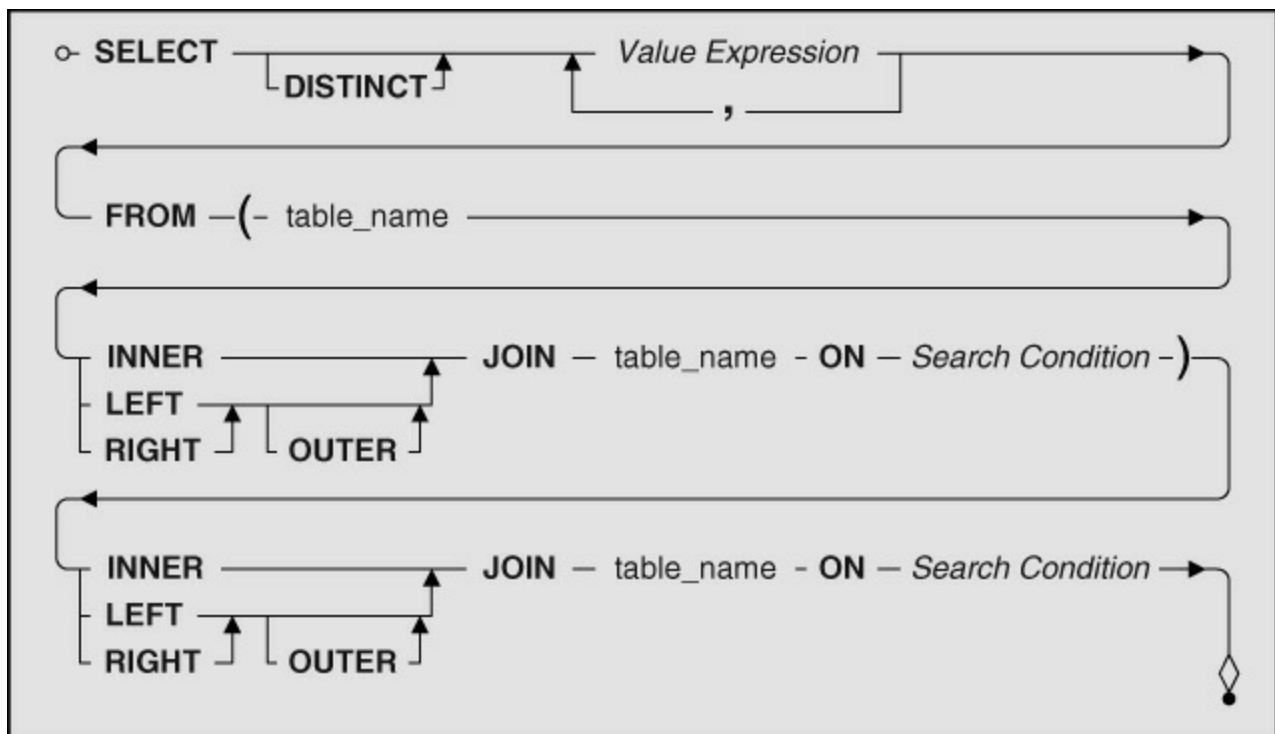 SELECT Value Expression
DISTINCT ,
FROM ( table_name
INNER JOIN table_name ON Search Condition )
LEFT
RIGHT OUTER
INNER JOIN table_name ON Search Condition
LEFT
RIGHT OUTER